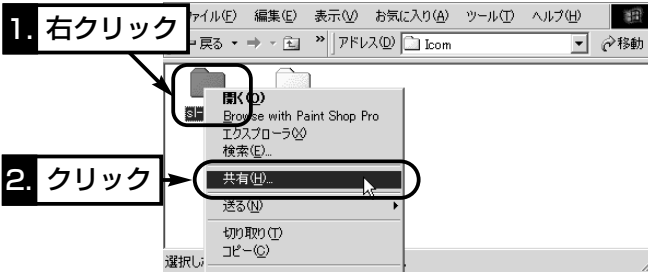 1. 右クリック
ファイル(F) 編集(E) 表示(V) お気に入り(A) ツール(T) ヘルプ(H)
戻る » アドレス(D) Icom 移動
開く(O)
Browse with Paint Shop Pro
エクスプローラ(X)
検索(E)...
2. クリック
共有(H)...
送る(N)
切り取り(T)
コピー(C)